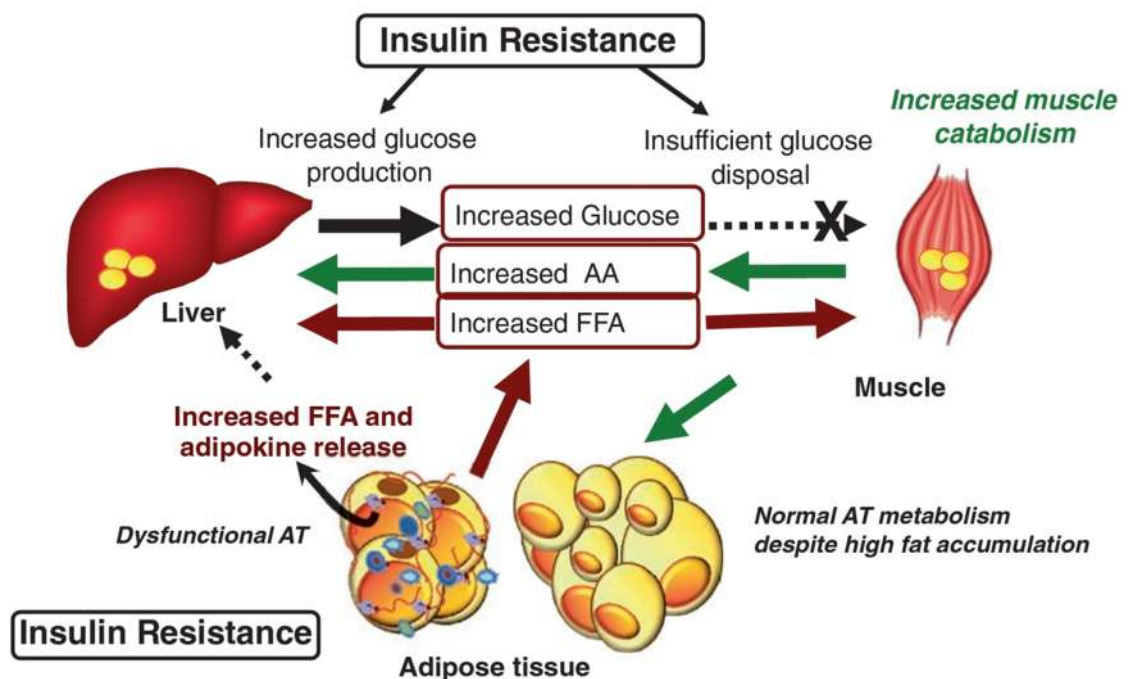 Insulin Resistance
Increased glucose
production
Insufficient glucose
disposal
Increased muscle
catabolism
Increased Glucose
X
Increased AA
Increased FFA
Liver
Muscle
Increased FFA and
adipokine release
Dysfunctional AT
Normal AT metabolism
despite high fat accumulation
Insulin Resistance
Adipose tissue